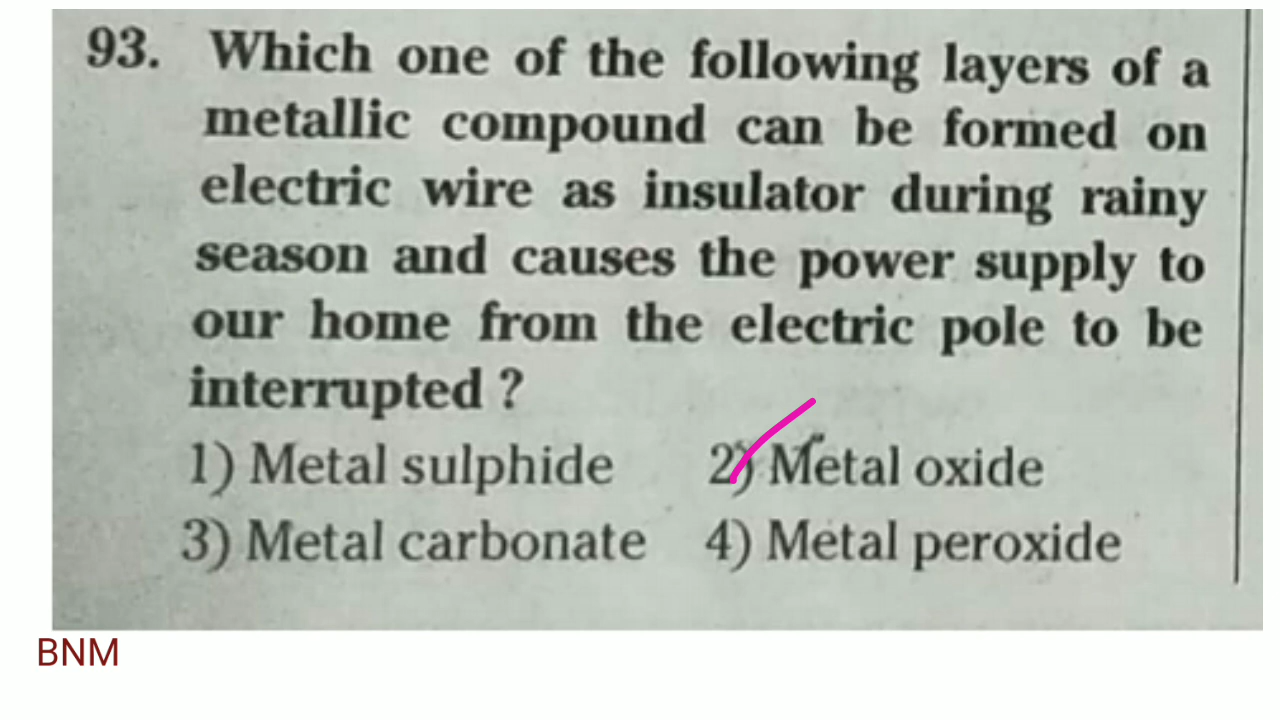 93. Which one of the following layers of a
metallic compound can be formed on
electric wire as insulator during rainy
season and causes the power supply to
our home from the electric pole to be
interrupted ?
1) Metal sulphide 2) Metal oxide
3) Metal carbonate 4) Metal peroxide
BNM